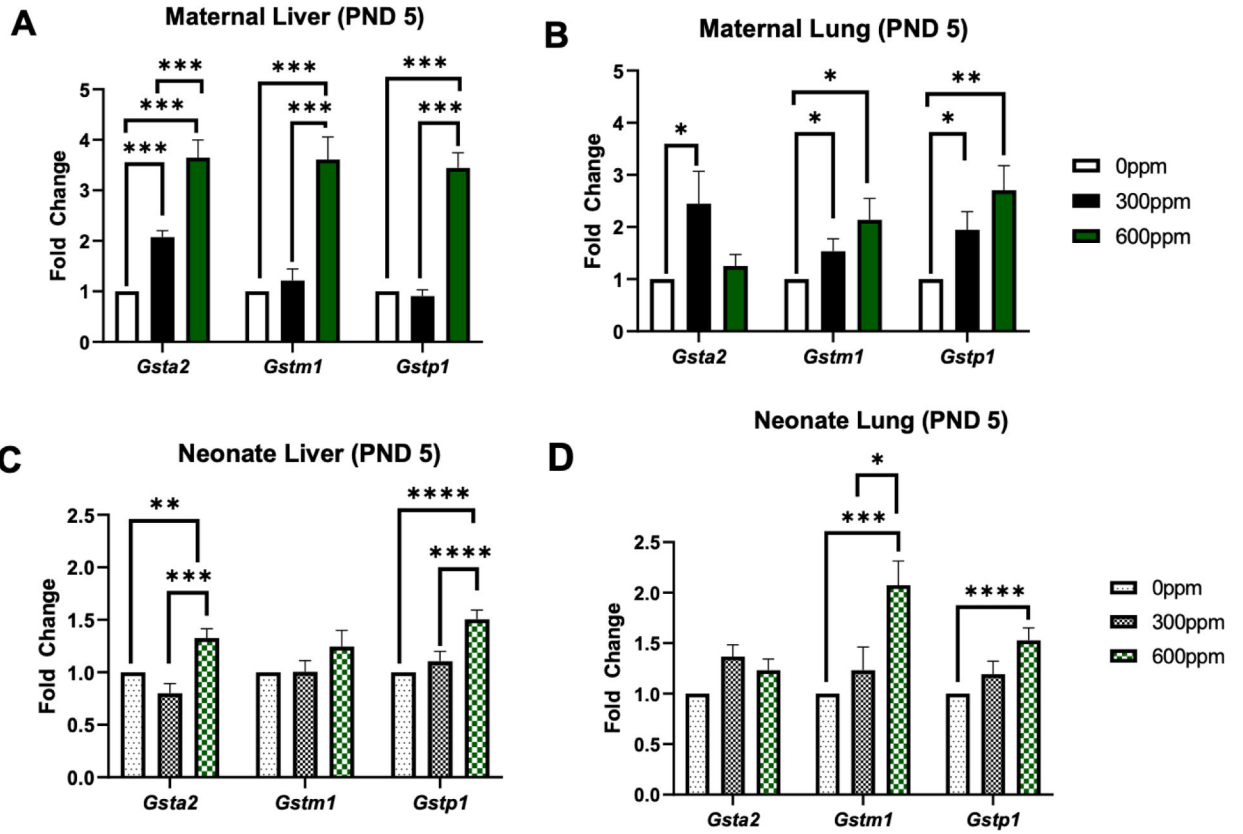 A
Maternal Liver (PND 5)
Fold Change
5
4
3
2
1
0
***
***
***
***
***
***
***
Gsta2
Gstm1
Gstp1
B
Maternal Lung (PND 5)
Fold Change
5
4
3
2
1
0
*
*
*
**
*
Gsta2
Gstm1
Gstp1
0ppm
300ppm
600ppm
C
Neonate Liver (PND 5)
Fold Change
2.5
2.0
1.5
1.0
0.5
0.0
**
***
****
****
Gsta2
Gstm1
Gstp1
D
Neonate Lung (PND 5)
Fold Change
2.5
2.0
1.5
1.0
0.5
0.0
*
***
****
Gsta2
Gstm1
Gstp1
0ppm
300ppm
600ppm